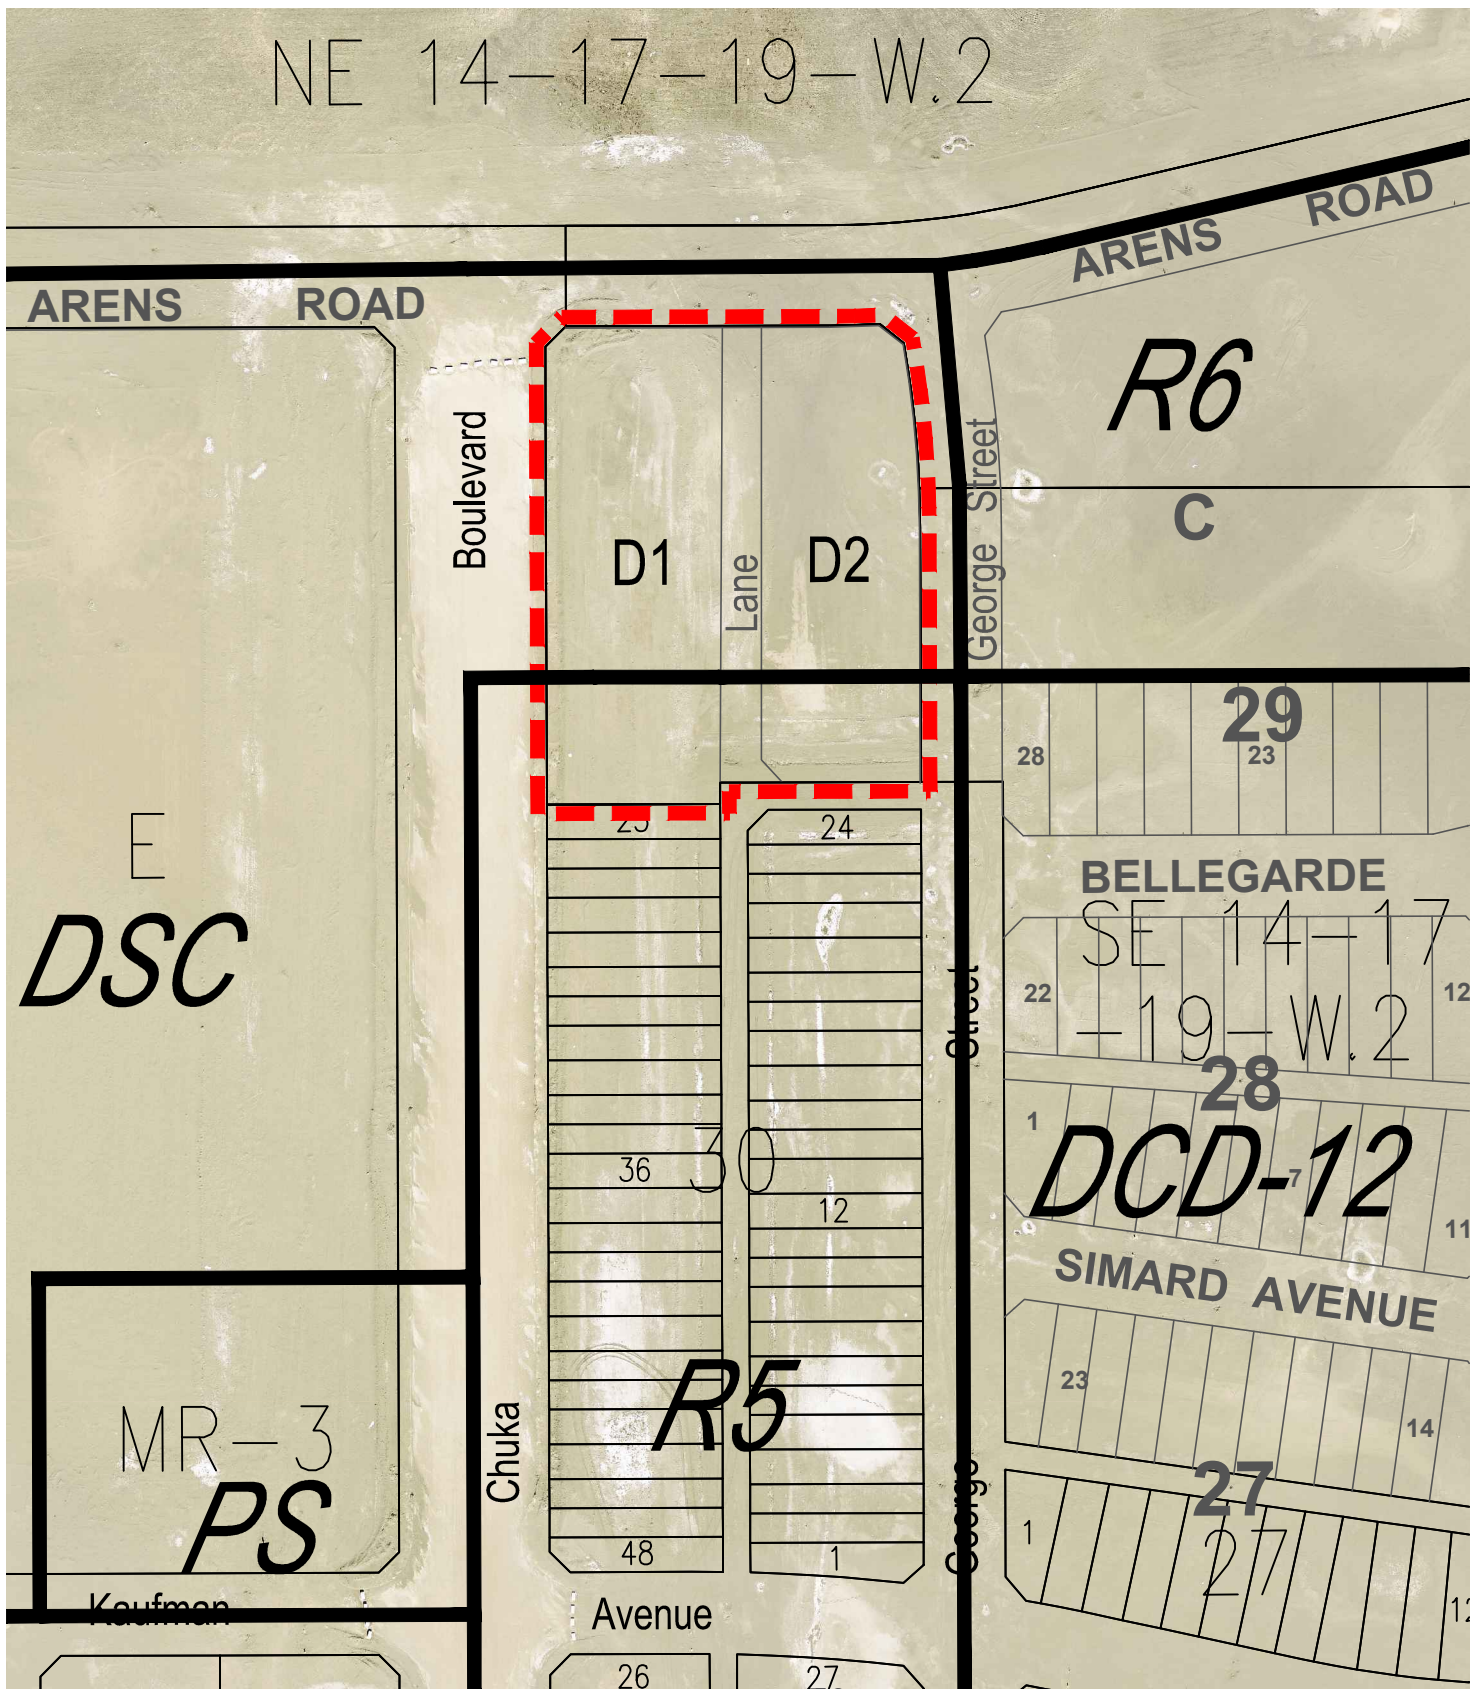 NE 14-17-19-W.2
ARENS ROAD
ARENS ROAD
R6
Boulevard
George Street
C
D1
Lane
D2
29
28
23
E
DSC
25
24
BELLEGARDE
SE 14-17
-19-W.2
22
12
Street
28
1
7
11
DCD-12
30
36
12
SIMARD AVENUE
23
14
R5
MR-3
PS
Chuka
George
27
1
27
12
48
1
Kaufman
Avenue
26
27